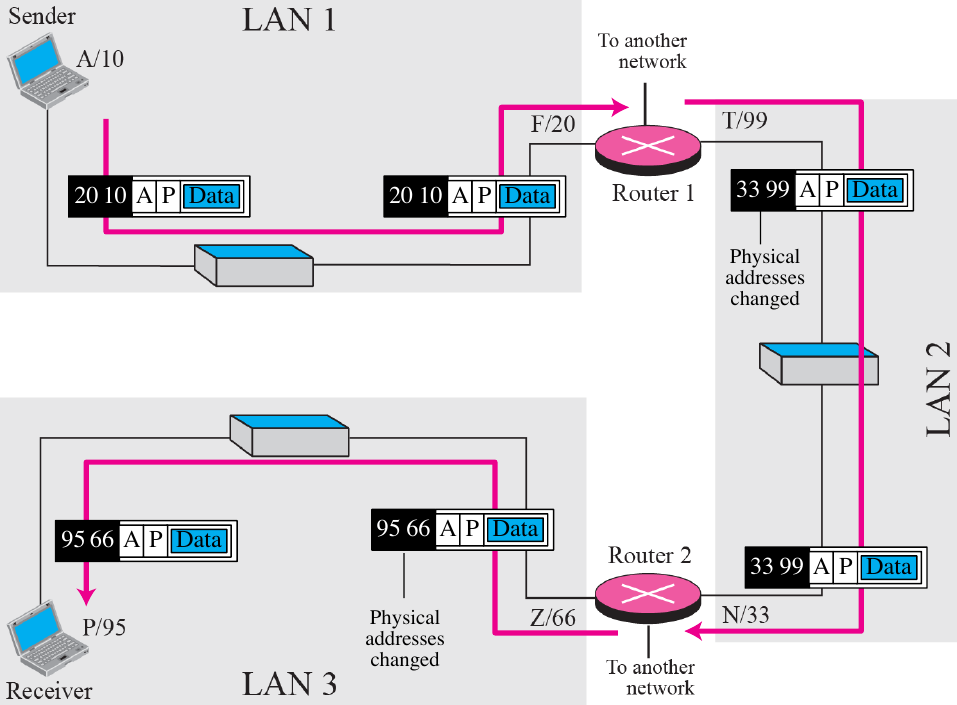 Sender
LAN 1
A/10
To another
network
F/20
T/99
Router 1
20 10 A P Data
20 10 A P Data
33 99 A P Data
Physical
addresses
changed
LAN 2
95 66 A P Data
95 66 A P Data
33 99 A P Data
Router 2
Physical
addresses
changed
P/95
Z/66
N/33
To another
network
Receiver
LAN 3